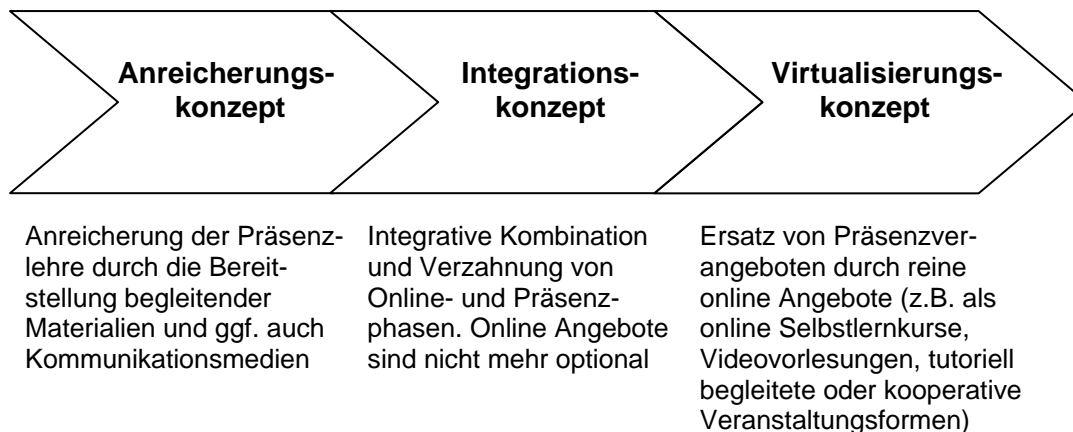 Anreicherungs-
konzept
Integrations-
konzept
Virtualisierungs-
konzept
Anreicherung der Präsenz-
lehre durch die Bereit-
stellung begleitender
Materialien und ggf. auch
Kommunikationsmedien
Integrative Kombination
und Verzahnung von
Online- und Präsenz-
phasen. Online Angebote
sind nicht mehr optional
Ersatz von Präsenzver-
angeboten durch reine
online Angebote (z.B. als
online Selbstlernkurse,
Videovorlesungen, tutoriell
begleitete oder kooperative
Veranstaltungsformen)